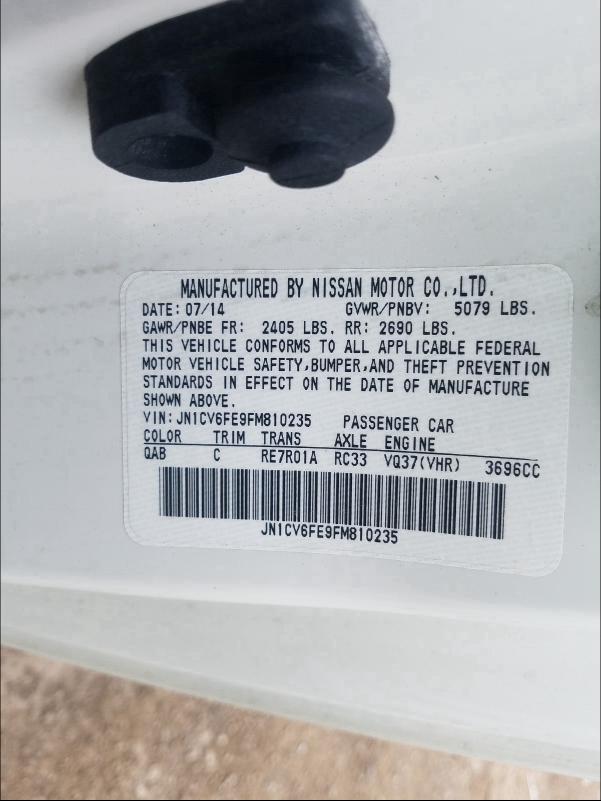 MANUFACTURED BY NISSAN MOTOR CO.,LTD.
DATE: 07/14 GVWR/PNBV: 5079 LBS.
GAWR/PNBE FR: 2405 LBS. RR: 2690 LBS.
THIS VEHICLE CONFORMS TO ALL APPLICABLE FEDERAL
MOTOR VEHICLE SAFETY,BUMPER,AND THEFT PREVENTION
STANDARDS IN EFFECT ON THE DATE OF MANUFACTURE
SHOWN ABOVE.
VIN:JN1CV6FE9FM810235 PASSENGER CAR
COLOR TRIM TRANS AXLE ENGINE
QAB C RE7R01A RC33 VQ37(VHR) 3696CC
JN1CV6FE9FM810235